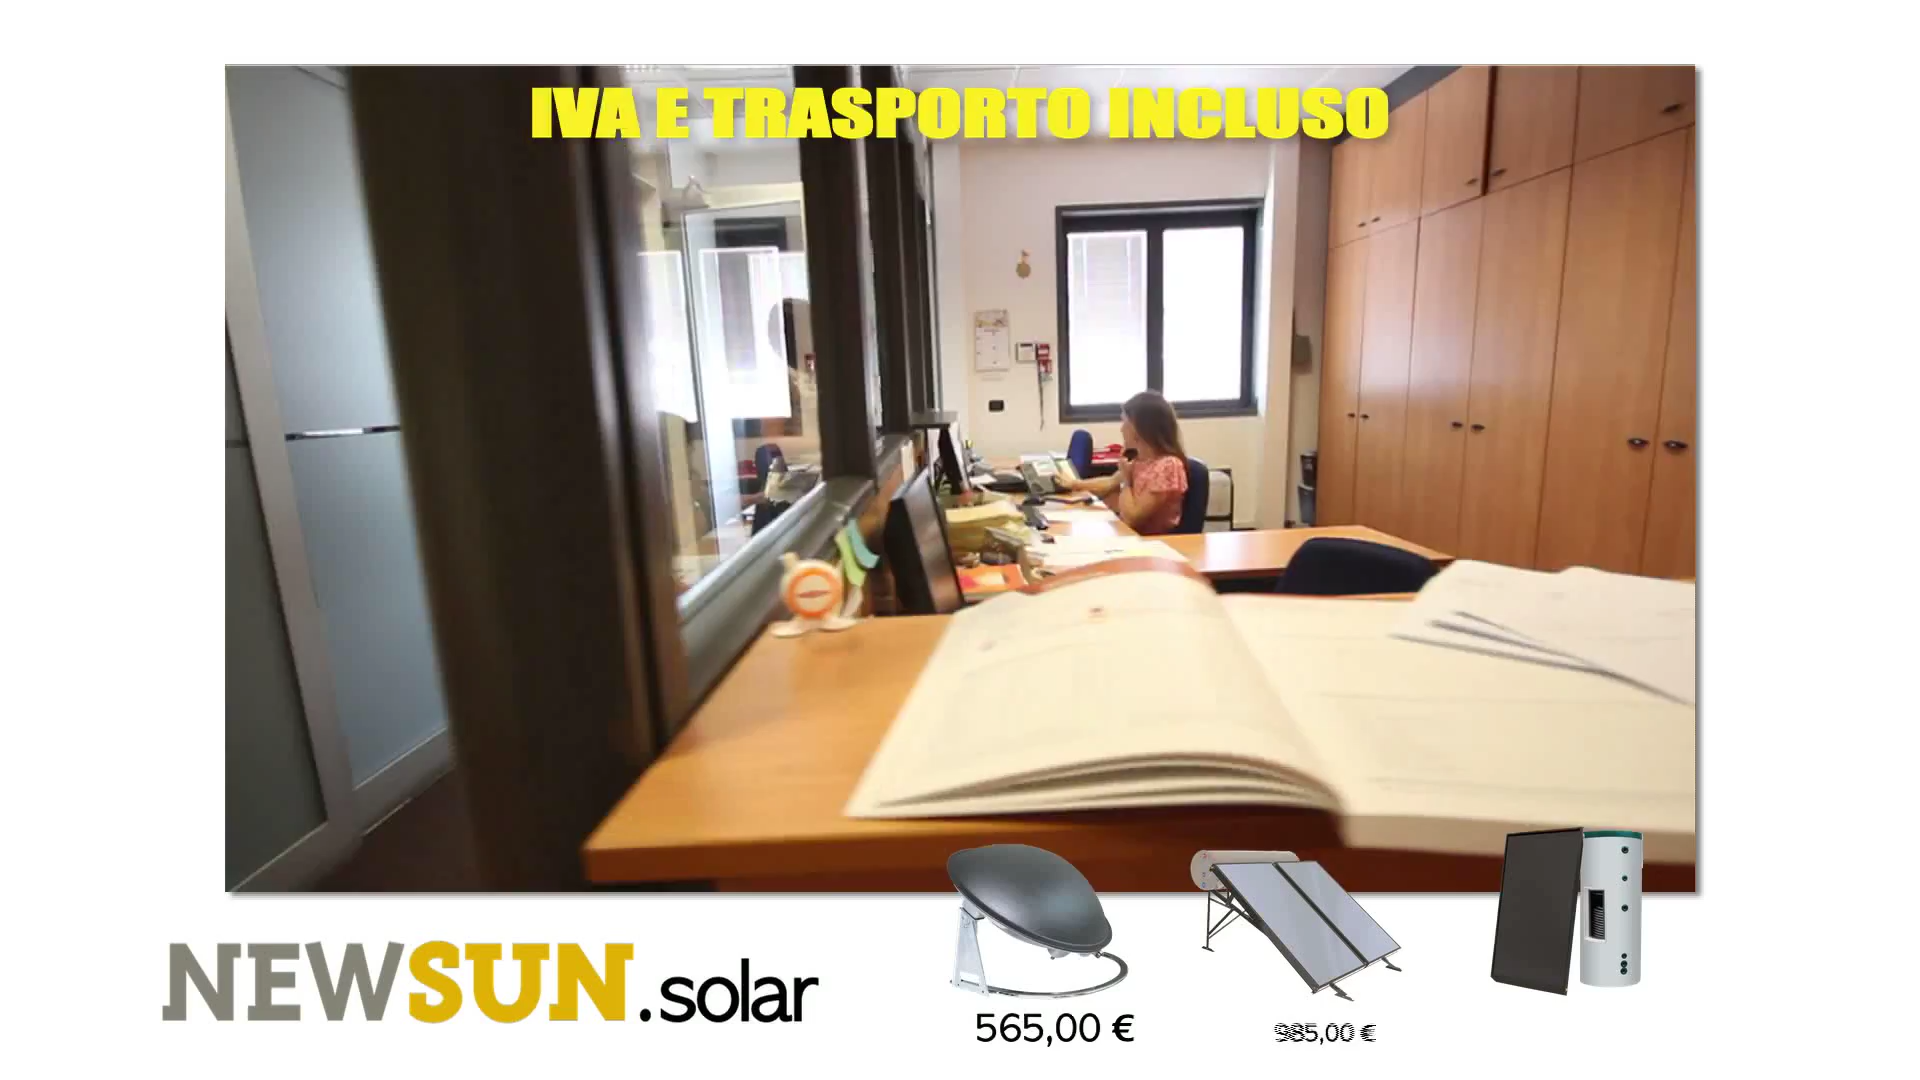 IVA E TRASPORTO INCLUSO
NEWSUN.solar
565,00 €
985,00 €